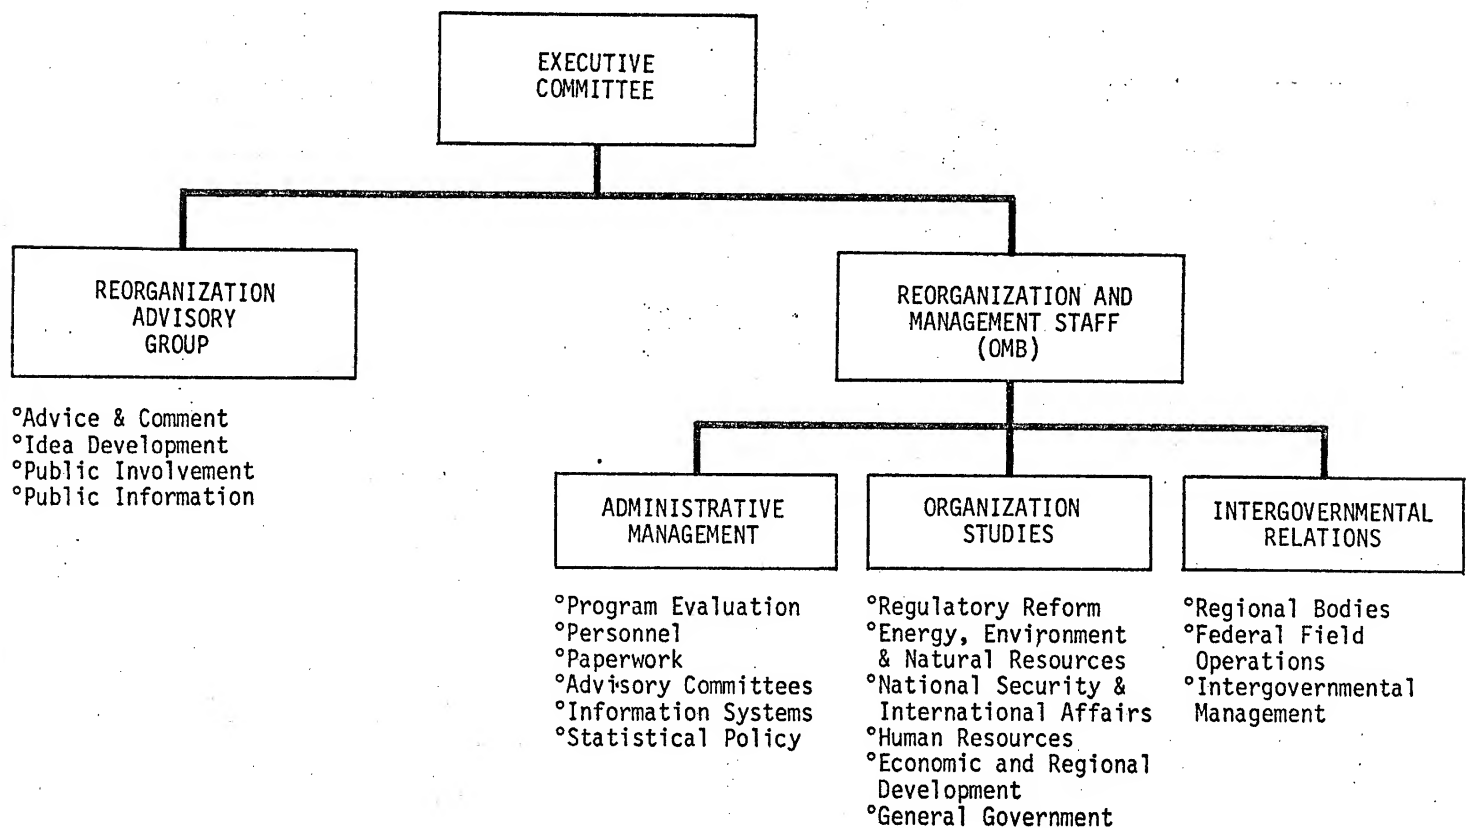 EXECUTIVE
COMMITTEE
REORGANIZATION
ADVISORY
GROUP
°Advice & Comment
°Idea Development
°Public Involvement
°Public Information
REORGANIZATION AND
MANAGEMENT STAFF
(OMB)
ADMINISTRATIVE
MANAGEMENT
°Program Evaluation
°Personnel
°Paperwork
°Advisory Committees
°Information Systems
°Statistical Policy
ORGANIZATION
STUDIES
°Regulatory Reform
°Energy, Environment
& Natural Resources
°National Security &
International Affairs
°Human Resources
°Economic and Regional
Development
°General Government
INTERGOVERNMENTAL
RELATIONS
°Regional Bodies
°Federal Field
Operations
°Intergovernmental
Management